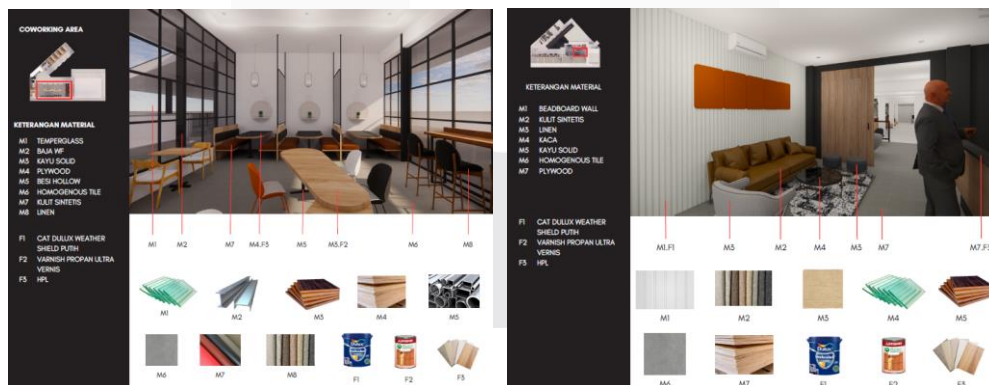 COWORKING AREA
KETERANGAN MATERIAL
M1 TEMPERGLASS
M2 BAJA WF
M3 KAYU SOLID
M4 PLYWOOD
M5 BESI HOLLOW
M6 HOMOGENOUS TILE
M7 KULIT SINTETIS
M8 LINEN
F1 CAT DULUX WEATHER
SHIELD PUTIH
F2 VARNISH PROPAN ULTRA
VERNIS
F3 HPL
M1 M2 M7 M4.F3 M5 M3.F2 M6 M8
M1 M2 M3 M4 M5
M6 M7 M8 F1 F2 F3
KETERANGAN MATERIAL
M1 BEADBOARD WALL
M2 KULIT SINTETIS
M3 LINEN
M4 KACA
M5 KAYU SOLID
M6 HOMOGENOUS TILE
M7 PLYWOOD
F1 CAT DULUX WEATHER
SHIELD PUTIH
F2 VARNISH PROPAN ULTRA
VERNIS
F3 HPL
M1.F1 M3 M2 M4 M5 M7
M1 M2 M3 M4 M5
M6 M7 F1 F2 F3